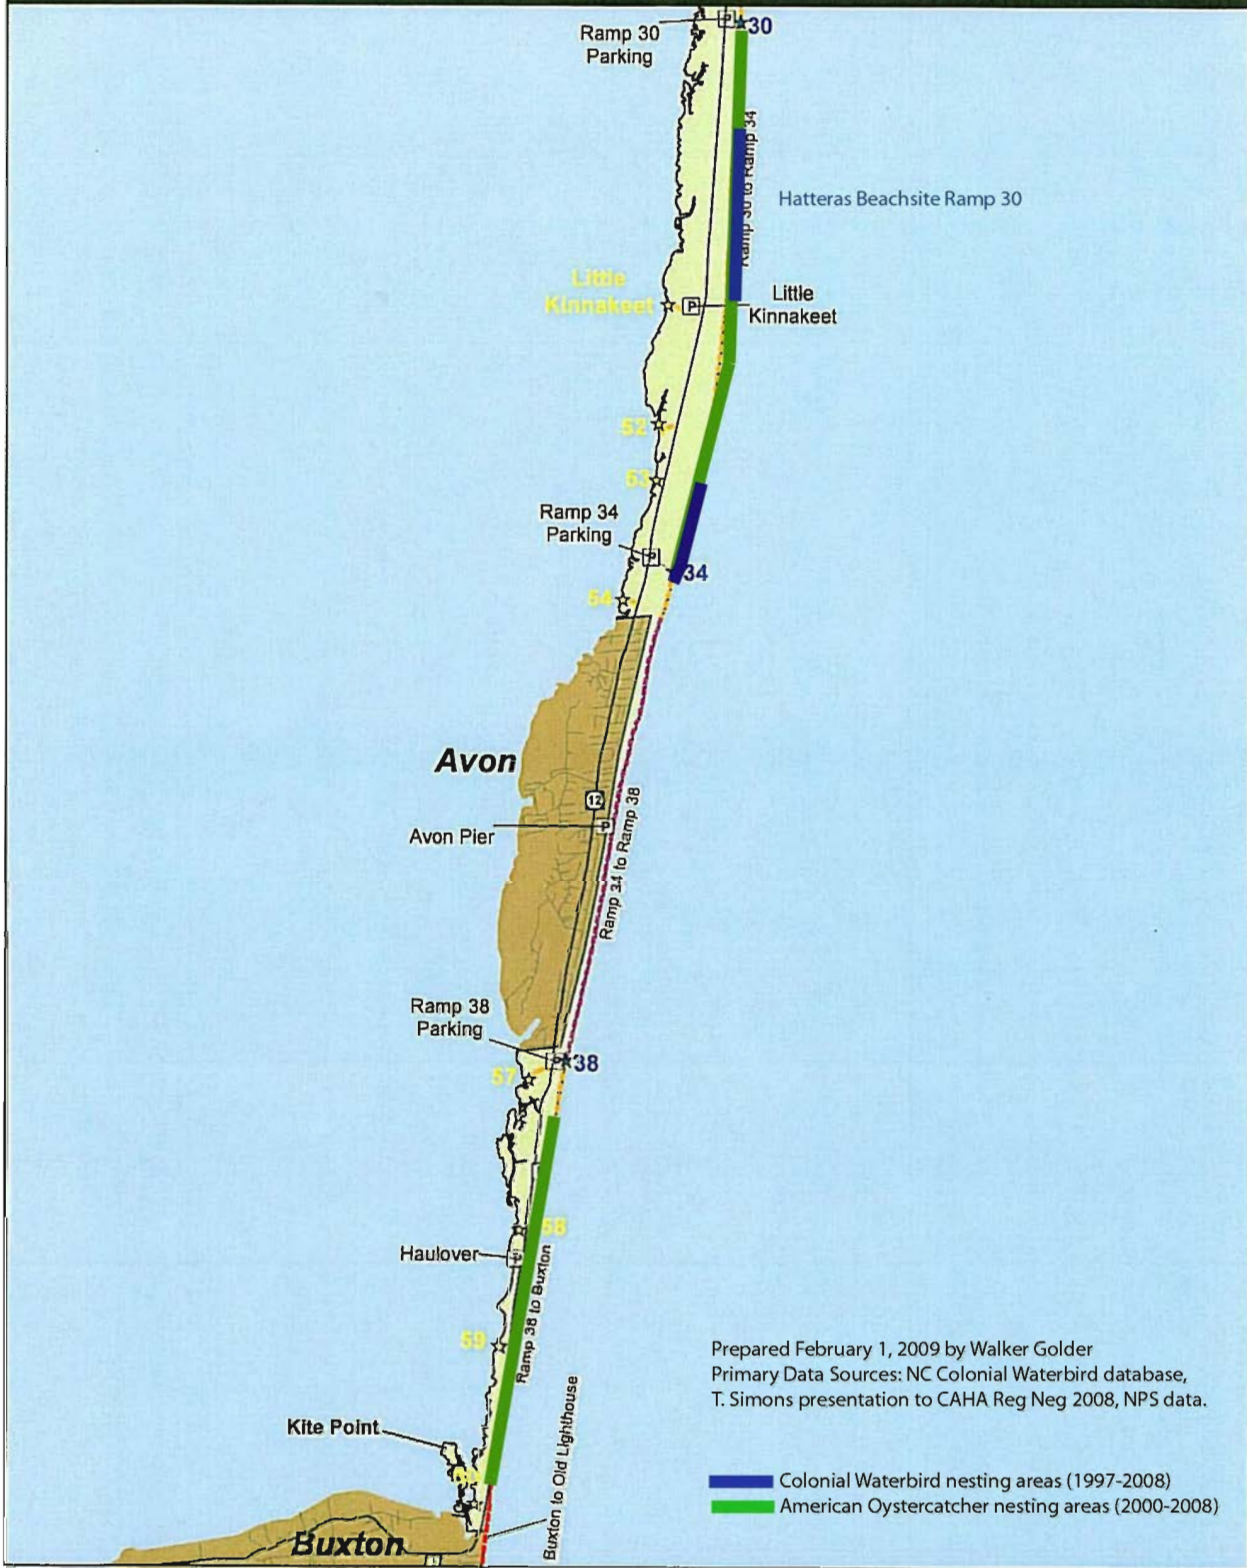 Ramp 30
Parking
P
30
Ramp 30 to Ramp 34
Hatteras Beachsite Ramp 30
Little
Kinnakeet
P
Little
Kinnakeet
52
53
Ramp 34
Parking
P
34
54
Avon
12
Avon Pier
P
Ramp 34 to Ramp 38
Ramp 38
Parking
P
38
57
58
Haulover
Ramp 38 to Buxton
59
Prepared February 1, 2009 by Walker Golder
Primary Data Sources: NC Colonial Waterbird database,
T. Simons presentation to CAHA Reg Neg 2008, NPS data.
Kite Point
Buxton to Old Lighthouse
Colonial Waterbird nesting areas (1997-2008)
American Oystercatcher nesting areas (2000-2008)
Buxton